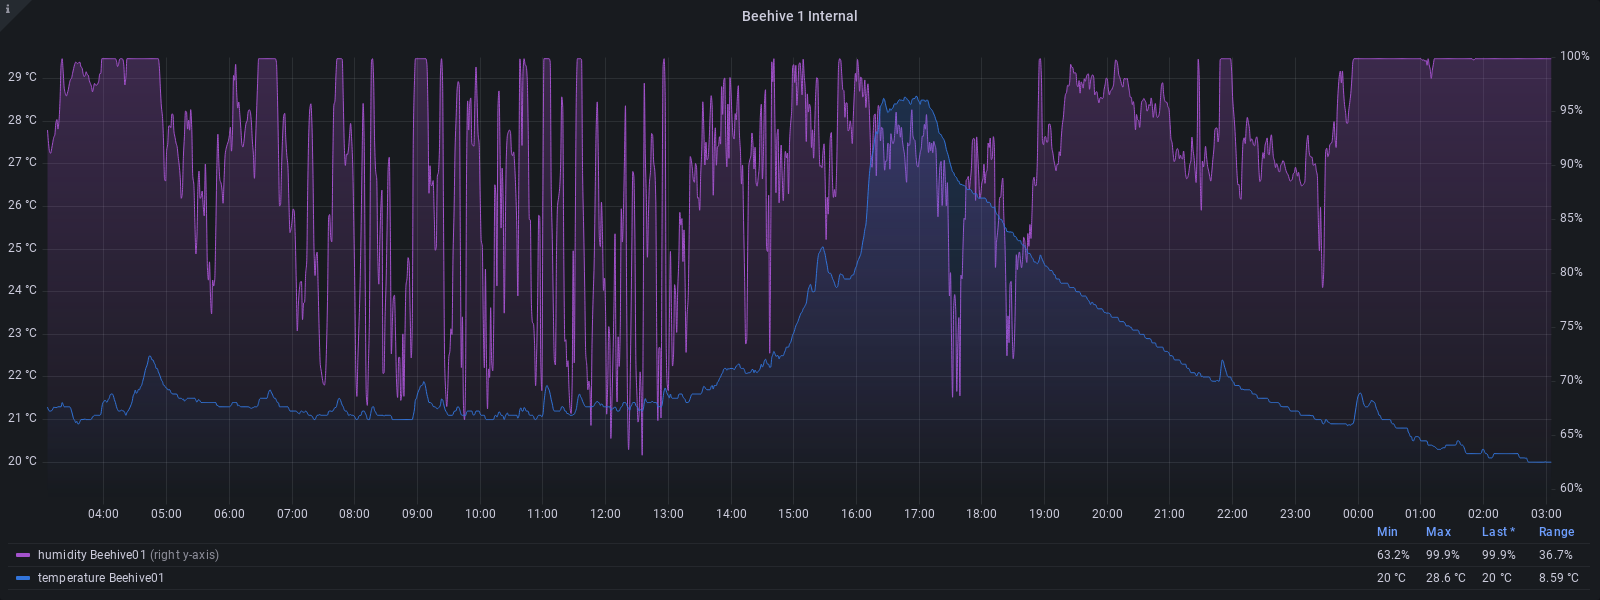 i
Beehive 1 Internal
29 °C
28 °C
27 °C
26 °C
25 °C
24 °C
23 °C
22 °C
21 °C
20 °C
100%
95%
90%
85%
80%
75%
70%
65%
60%
04:00 05:00 06:00 07:00 08:00 09:00 10:00 11:00 12:00 13:00 14:00 15:00 16:00 17:00 18:00 19:00 20:00 21:00 22:00 23:00 00:00 01:00 02:00 03:00
Min Max Last * Range
humidity Beehive01 (right y-axis) 63.2% 99.9% 99.9% 36.7%
temperature Beehive01 20 °C 28.6 °C 20 °C 8.59 °C